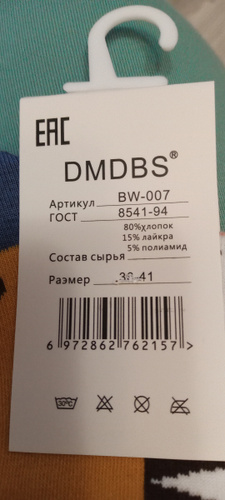 EAC
DMDBS®
Артикул BW-007
ГОСТ 8541-94
80%хлопок
15% лайкра
5% полиамид
Состав сырья
Размер 36-41
6 972862 762157 >
30°C